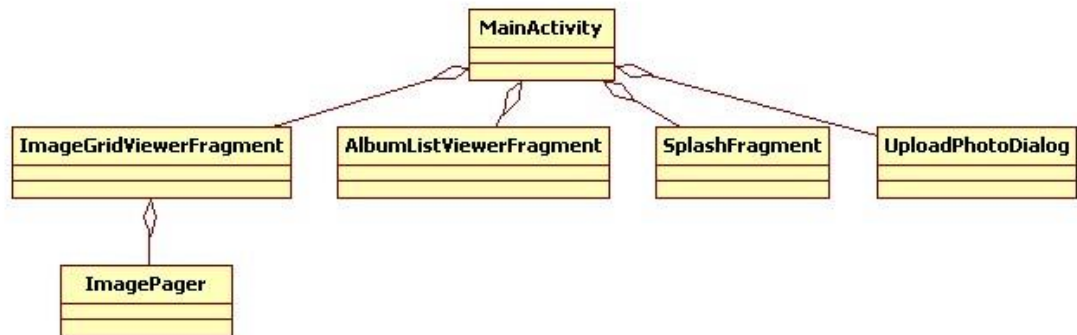 MainActivity
ImageGridViewerFragment
AlbumListViewerFragment
SplashFragment
UploadPhotoDialog
ImagePager